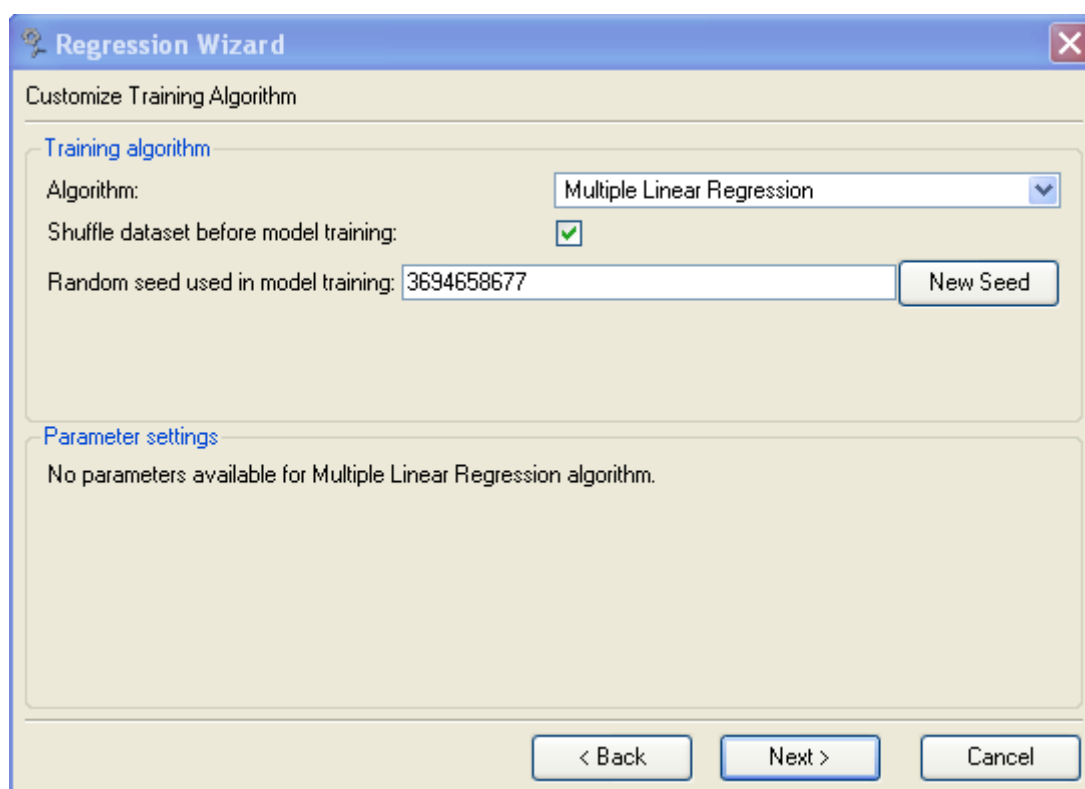 Regression Wizard
Customize Training Algorithm
Training algorithm
Algorithm: Multiple Linear Regression
Shuffle dataset before model training:
Random seed used in model training: 3694658677 New Seed
Parameter settings
No parameters available for Multiple Linear Regression algorithm.
< Back Next > Cancel